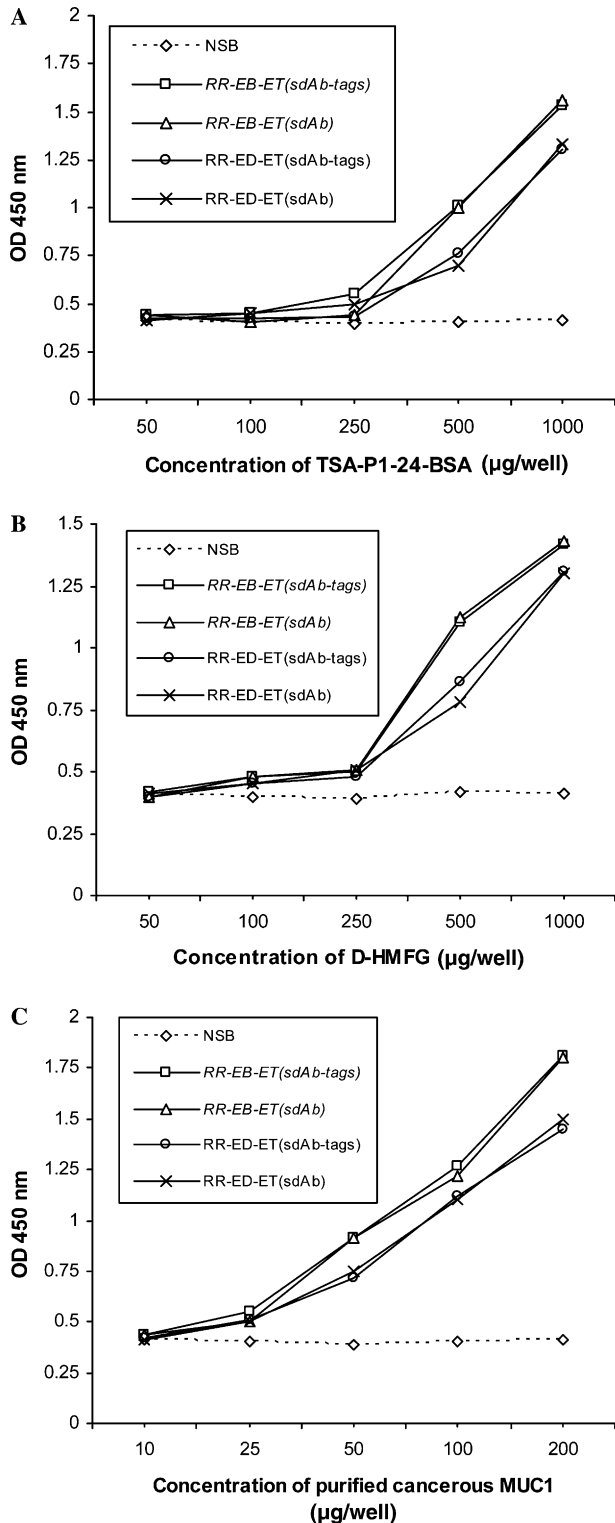 A
2
1.75
1.5
1.25
1
0.75
0.5
0.25
0
OD 450 nm
NSB
RR-EB-ET(sdAb-tags)
RR-EB-ET(sdAb)
RR-ED-ET(sdAb-tags)
RR-ED-ET(sdAb)
50 100 250 500 1000
Concentration of TSA-P1-24-BSA (µg/well)
B
1.5
1.25
1
0.75
0.5
0.25
0
OD 450 nm
NSB
RR-EB-ET(sdAb-tags)
RR-EB-ET(sdAb)
RR-ED-ET(sdAb-tags)
RR-ED-ET(sdAb)
50 100 250 500 1000
Concentration of D-HMFG (µg/well)
C
2
1.75
1.5
1.25
1
0.75
0.5
0.25
0
OD 450 nm
NSB
RR-EB-ET(sdAb-tags)
RR-EB-ET(sdAb)
RR-ED-ET(sdAb-tags)
RR-ED-ET(sdAb)
10 25 50 100 200
Concentration of purified cancerous MUC1
(µg/well)